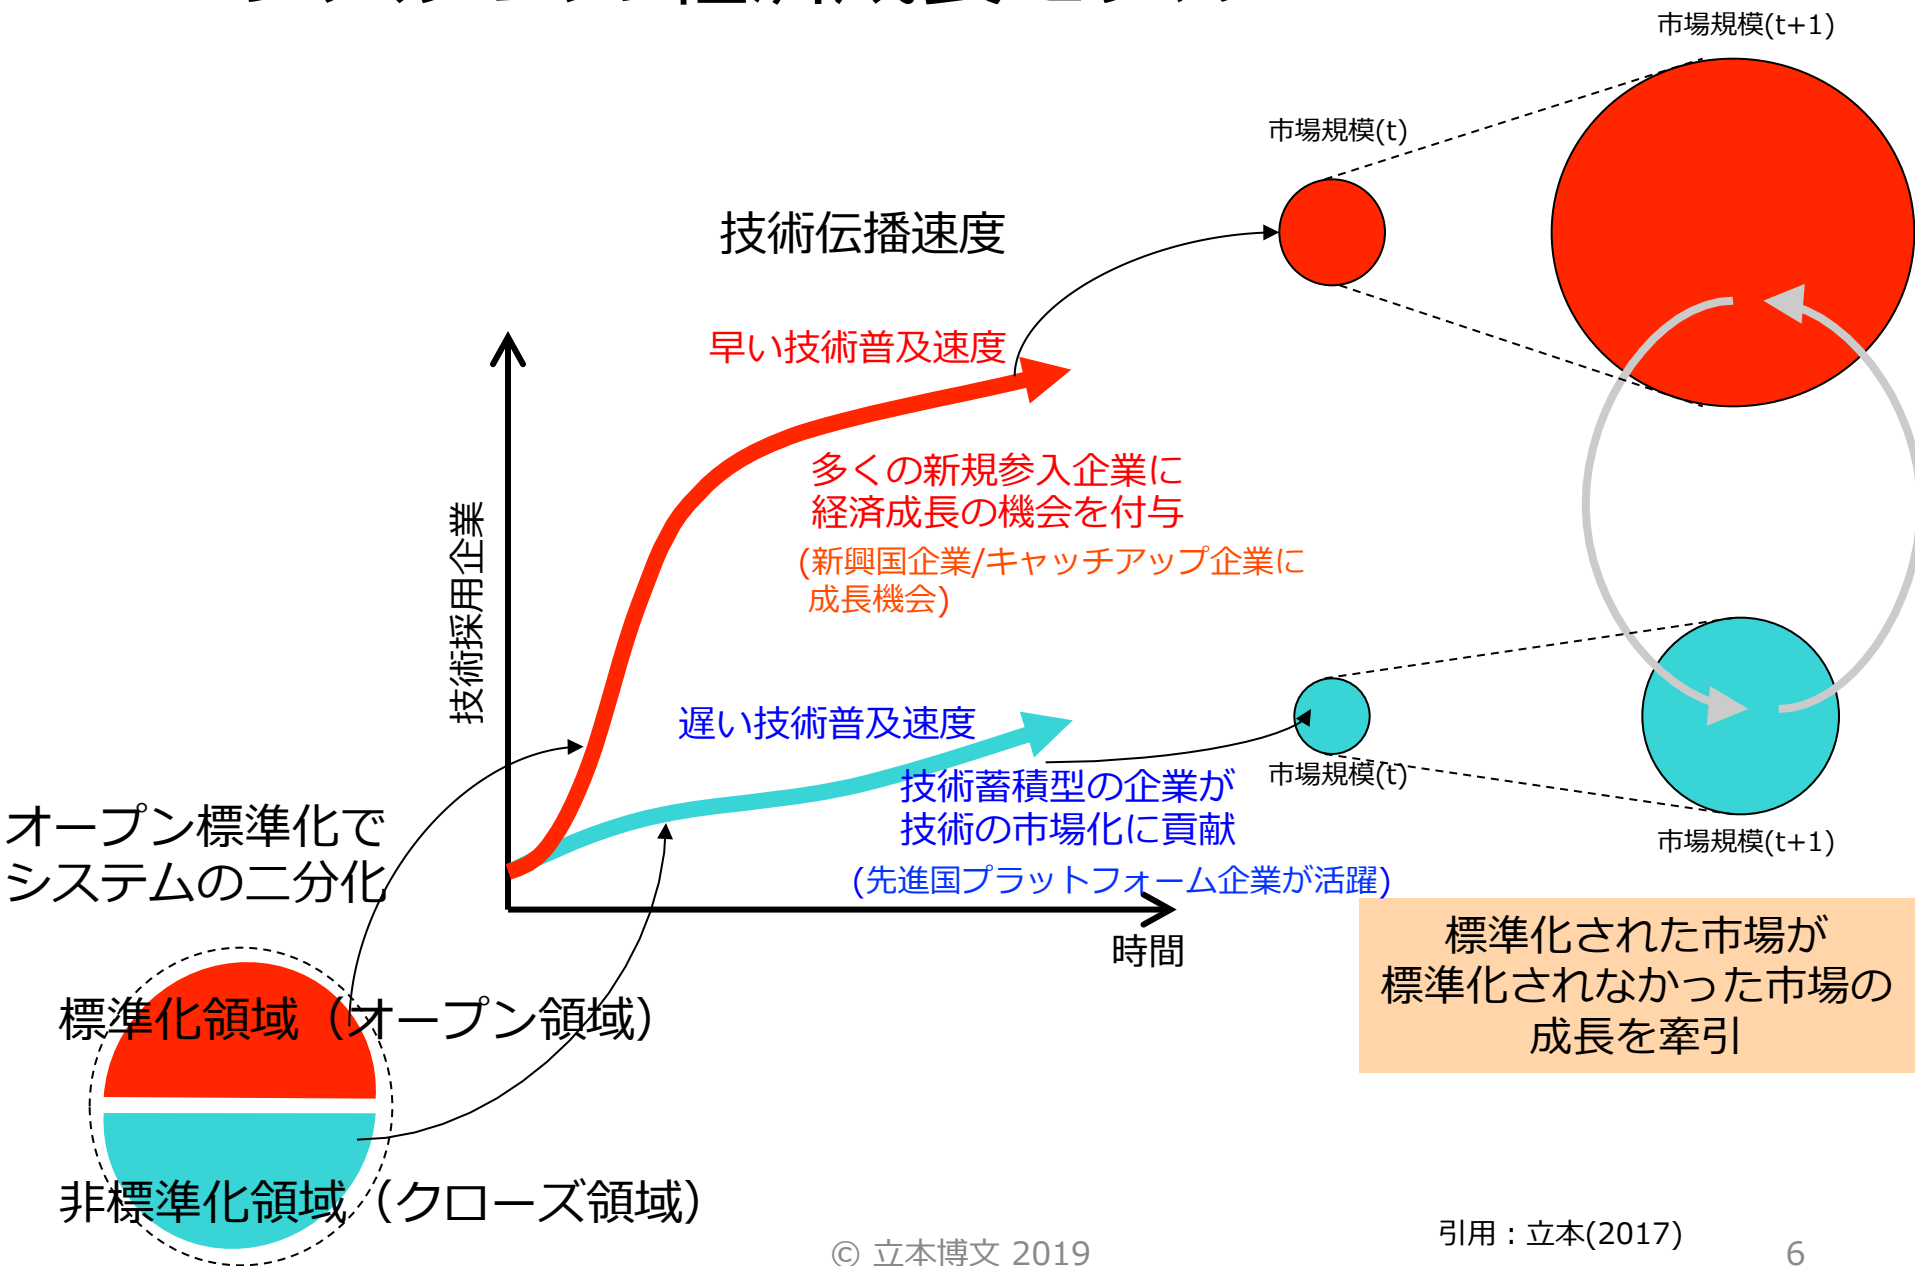 市場規模(t+1)
市場規模(t)
技術伝播速度
早い技術普及速度
多くの新規参入企業に
経済成長の機会を付与
(新興国企業/キャッチアップ企業に
成長機会)
技術採用企業
遅い技術普及速度
技術蓄積型の企業が
技術の市場化に貢献
(先進国プラットフォーム企業が活躍)
市場規模(t)
市場規模(t+1)
オープン標準化で
システムの二分化
時間
標準化された市場が
標準化されなかった市場の
成長を牽引
標準化領域（オープン領域）
非標準化領域（クローズ領域）
引用：立本(2017)
© 立本博文 2019
6